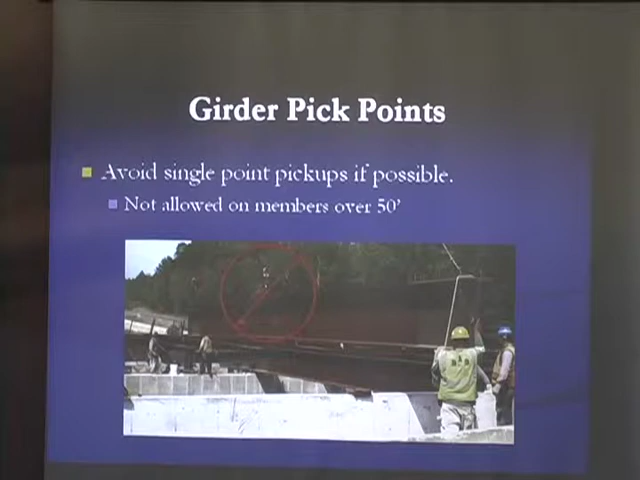 Girder Pick Points
Avoid single point pickups if possible.
Not allowed on members over 50'